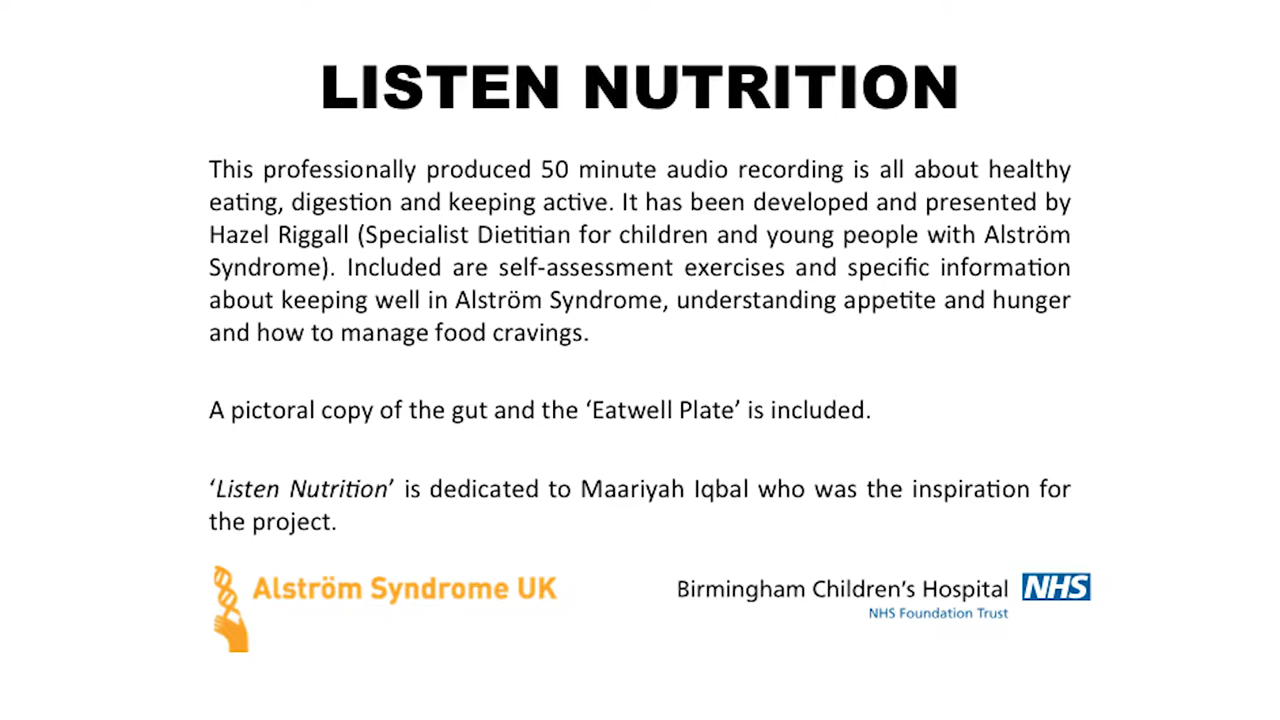 LISTEN NUTRITION
This professionally produced 50 minute audio recording is all about healthy
eating, digestion and keeping active. It has been developed and presented by
Hazel Riggall (Specialist Dietitian for children and young people with Alström
Syndrome). Included are self-assessment exercises and specific information
about keeping well in Alström Syndrome, understanding appetite and hunger
and how to manage food cravings.
A pictoral copy of the gut and the ‘Eatwell Plate’ is included.
‘Listen Nutrition’ is dedicated to Maariyah Iqbal who was the inspiration for
the project.
Alström Syndrome UK
Birmingham Children’s Hospital NHS
NHS Foundation Trust